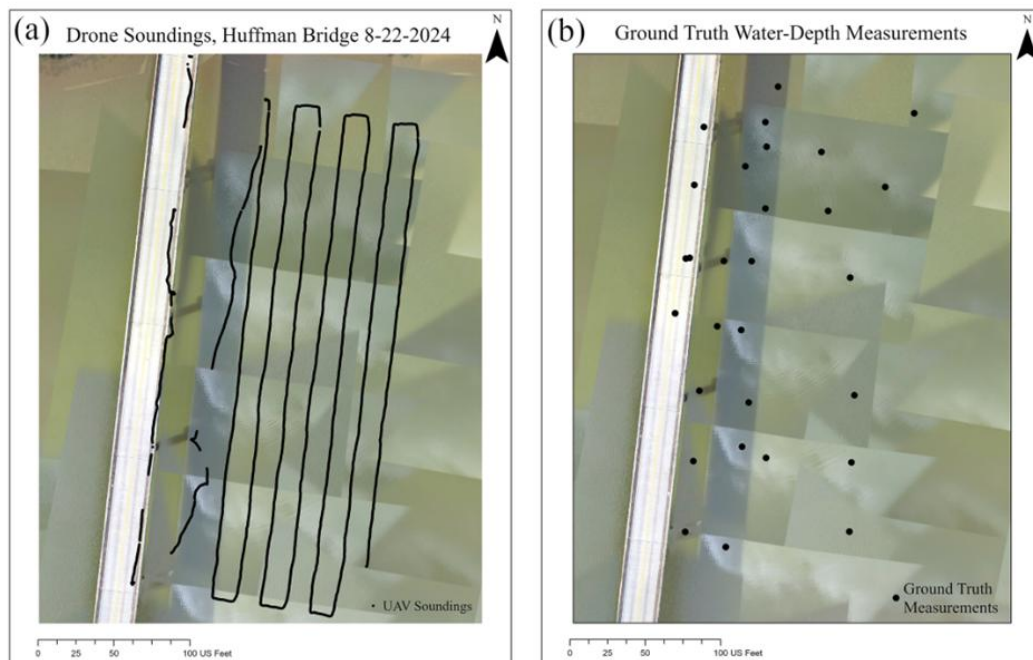 (a) Drone Soundings, Huffman Bridge 8-22-2024
N
UAV Soundings
0 25 50 100 US Feet
(b) Ground Truth Water-Depth Measurements
N
Ground Truth
Measurements
0 25 50 100 US Feet